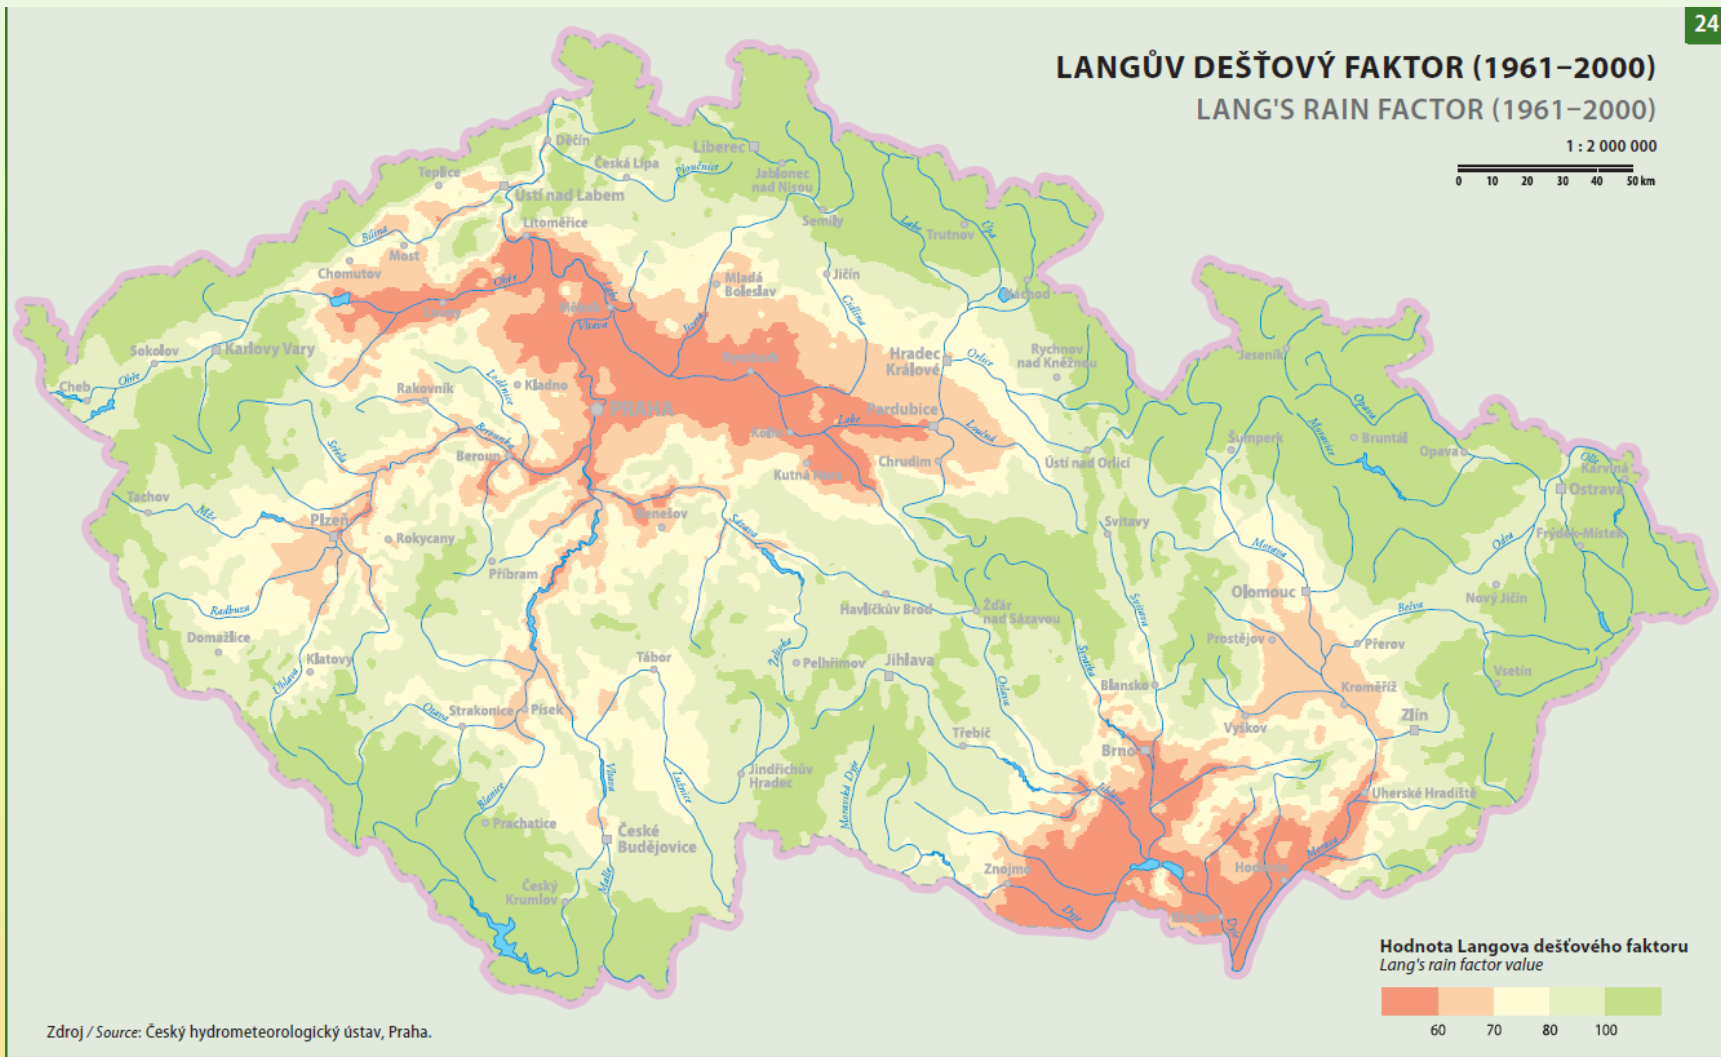 24
LANGŮV DEŠŤOVÝ FAKTOR (1961–2000)
LANG'S RAIN FACTOR (1961–2000)
1 : 2 000 000
0 10 20 30 40 50 km
Děčín
Liberec
Česká Lípa
Ploučnice
Teplice
Jablonec
nad Nisou
Ústí nad Labem
Semily
Litoměřice
Labe
Trutnov
Úpa
Bílina
Most
Chomutov
Ohře
Mladá
Boleslav
Jičín
Labe
Náchod
Louny
Mělník
Cidlina
Vltava
Jizera
Sokolov
Karlovy Vary
Nymburk
Hradec
Králové
Orlice
Rychnov
nad Kněžnou
Jeseník
Cheb
Ohře
Rakovník
Loděnice
Kladno
PRAHA
Pardubice
Opava
Labe
Loučná
Moravice
Kolín
Střela
Berounka
Beroun
Šumperk
Bruntál
Opava
Kutná Hora
Chrudim
Ústí nad Orlicí
Olše
Karviná
Ostrava
Tachov
Mže
Plzeň
Benešov
Sázava
Svitavy
Rokycany
Morava
Odra
Frýdek-Místek
Příbram
Olomouc
Nový Jičín
Radbuza
Havlíčkův Brod
Žďár
nad Sázavou
Svitava
Bečva
Domažlice
Prostějov
Přerov
Klatovy
Tábor
Želivka
Pelhřimov
Jihlava
Svratka
Vsetín
Úhlava
Oslava
Blansko
Kroměříž
Otava
Strakonice
Písek
Zlín
Vyškov
Třebíč
Brno
Vltava
Lužnice
Jindřichův
Hradec
Moravská Dyje
Blanice
Jihlava
Uherské Hradiště
Prachatice
České
Budějovice
Morava
Znojmo
Hodonín
Český
Krumlov
Malše
Dyje
Břeclav
Dyje
Hodnota Langova dešťového faktoru
Lang's rain factor value
60 70 80 100
Zdroj / Source: Český hydrometeorologický ústav, Praha.